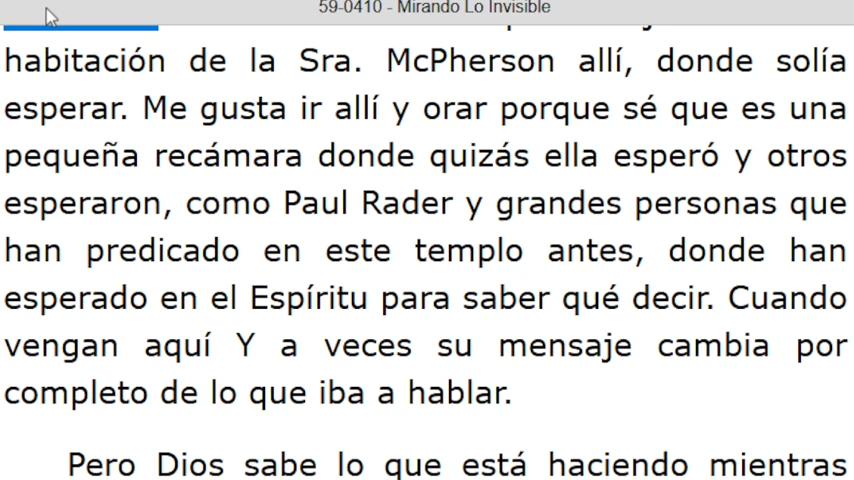 59-0410 - Mirando Lo Invisible
habitación de la Sra. McPherson allí, donde solía
esperar. Me gusta ir allí y orar porque sé que es una
pequeña recámara donde quizás ella esperó y otros
esperaron, como Paul Rader y grandes personas que
han predicado en este templo antes, donde han
esperado en el Espíritu para saber qué decir. Cuando
vengan aquí Y a veces su mensaje cambia por
completo de lo que iba a hablar.
Pero Dios sabe lo que está haciendo mientras